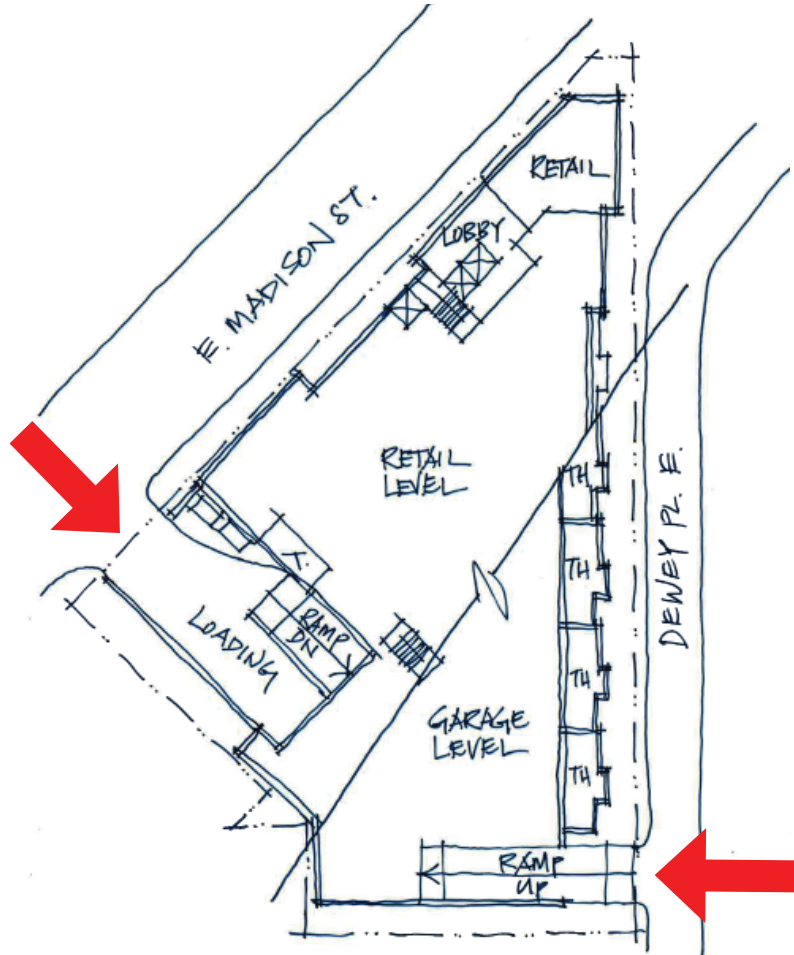 RETAIL
LOBBY
E. MADISON ST.
RETAIL
LEVEL
TH
X.
TH
DEWEY PL. E.
LOADING
RAMP
DN
TH
GARAGE
LEVEL
TH
RAMP
UP